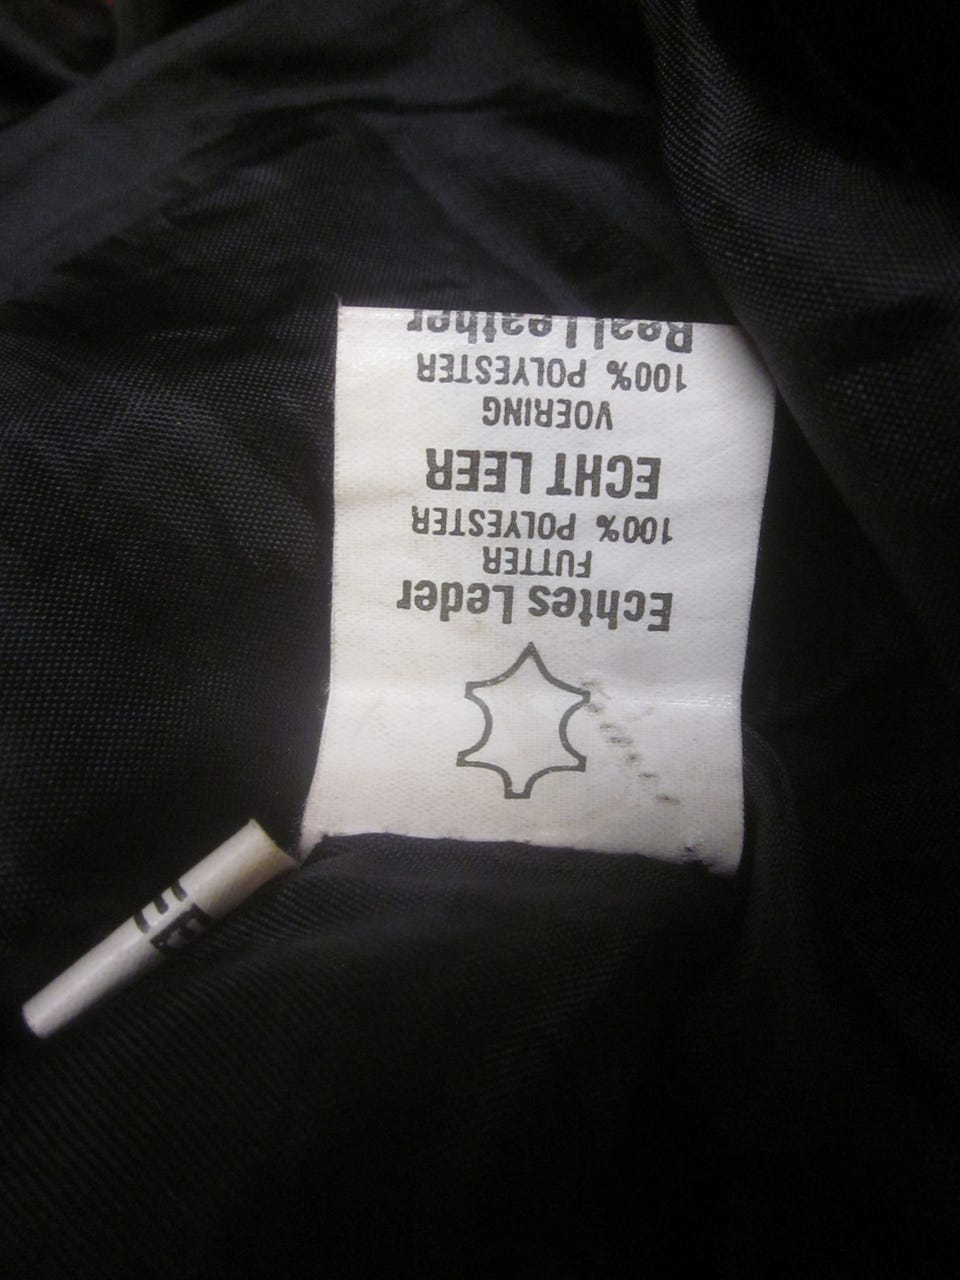 Echtes Leder
FUTTER
100% POLYESTER
ECHT LEER
VOERING
100% POLYESTER
Real Leather